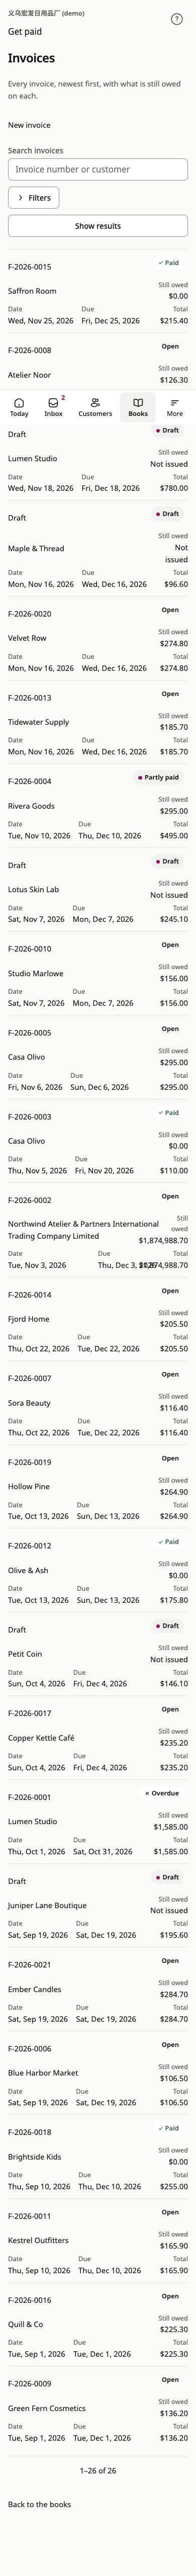 义乌宏发日用品厂 (demo)
Get paid
Invoices
Every invoice, newest first, with what is still owed on each.
New invoice
Search invoices
Invoice number or customer
Filters
Show results
F-2026-0015
Paid
Saffron Room
Still owed
$0.00
Date Due Total
Wed, Nov 25, 2026 Fri, Dec 25, 2026 $215.40
F-2026-0008
Open
Atelier Noor
Still owed
$126.30
Today
Inbox
2
Customers
Books
More
Draft
Draft
Lumen Studio
Still owed
Not issued
Date Due Total
Wed, Nov 18, 2026 Fri, Dec 18, 2026 $780.00
Draft
Draft
Maple & Thread
Still owed
Not
issued
Date Due Total
Mon, Nov 16, 2026 Wed, Dec 16, 2026 $96.60
F-2026-0020
Open
Velvet Row
Still owed
$274.80
Date Due Total
Mon, Nov 16, 2026 Wed, Dec 16, 2026 $274.80
F-2026-0013
Open
Tidewater Supply
Still owed
$185.70
Date Due Total
Mon, Nov 16, 2026 Wed, Dec 16, 2026 $185.70
F-2026-0004
Partly paid
Rivera Goods
Still owed
$295.00
Date Due Total
Tue, Nov 10, 2026 Thu, Dec 10, 2026 $495.00
Draft
Draft
Lotus Skin Lab
Still owed
Not issued
Date Due Total
Sat, Nov 7, 2026 Mon, Dec 7, 2026 $245.10
F-2026-0010
Open
Studio Marlowe
Still owed
$156.00
Date Due Total
Sat, Nov 7, 2026 Mon, Dec 7, 2026 $156.00
F-2026-0005
Open
Casa Olivo
Still owed
$295.00
Date Due Total
Fri, Nov 6, 2026 Sun, Dec 6, 2026 $295.00
F-2026-0003
Paid
Casa Olivo
Still owed
$0.00
Date Due Total
Thu, Nov 5, 2026 Fri, Nov 20, 2026 $110.00
F-2026-0002
Open
Northwind Atelier & Partners International
Trading Company Limited
Still
owed
$1,874,988.70
Date Due Total
Tue, Nov 3, 2026 Thu, Dec 3, 2026 $1,874,988.70
F-2026-0014
Open
Fjord Home
Still owed
$205.50
Date Due Total
Thu, Oct 22, 2026 Tue, Dec 22, 2026 $205.50
F-2026-0007
Open
Sora Beauty
Still owed
$116.40
Date Due Total
Thu, Oct 22, 2026 Tue, Dec 22, 2026 $116.40
F-2026-0019
Open
Hollow Pine
Still owed
$264.90
Date Due Total
Tue, Oct 13, 2026 Sun, Dec 13, 2026 $264.90
F-2026-0012
Paid
Olive & Ash
Still owed
$0.00
Date Due Total
Tue, Oct 13, 2026 Sun, Dec 13, 2026 $175.80
Draft
Draft
Petit Coin
Still owed
Not issued
Date Due Total
Sun, Oct 4, 2026 Fri, Dec 4, 2026 $146.10
F-2026-0017
Open
Copper Kettle Café
Still owed
$235.20
Date Due Total
Sun, Oct 4, 2026 Fri, Dec 4, 2026 $235.20
F-2026-0001
Overdue
Lumen Studio
Still owed
$1,585.00
Date Due Total
Thu, Oct 1, 2026 Sat, Oct 31, 2026 $1,585.00
Draft
Draft
Juniper Lane Boutique
Still owed
Not issued
Date Due Total
Sat, Sep 19, 2026 Sat, Dec 19, 2026 $195.60
F-2026-0021
Open
Ember Candles
Still owed
$284.70
Date Due Total
Sat, Sep 19, 2026 Sat, Dec 19, 2026 $284.70
F-2026-0006
Open
Blue Harbor Market
Still owed
$106.50
Date Due Total
Sat, Sep 19, 2026 Sat, Dec 19, 2026 $106.50
F-2026-0018
Paid
Brightside Kids
Still owed
$0.00
Date Due Total
Thu, Sep 10, 2026 Thu, Dec 10, 2026 $255.00
F-2026-0011
Open
Kestrel Outfitters
Still owed
$165.90
Date Due Total
Thu, Sep 10, 2026 Thu, Dec 10, 2026 $165.90
F-2026-0016
Open
Quill & Co
Still owed
$225.30
Date Due Total
Tue, Sep 1, 2026 Tue, Dec 1, 2026 $225.30
F-2026-0009
Open
Green Fern Cosmetics
Still owed
$136.20
Date Due Total
Tue, Sep 1, 2026 Tue, Dec 1, 2026 $136.20
1–26 of 26
Back to the books